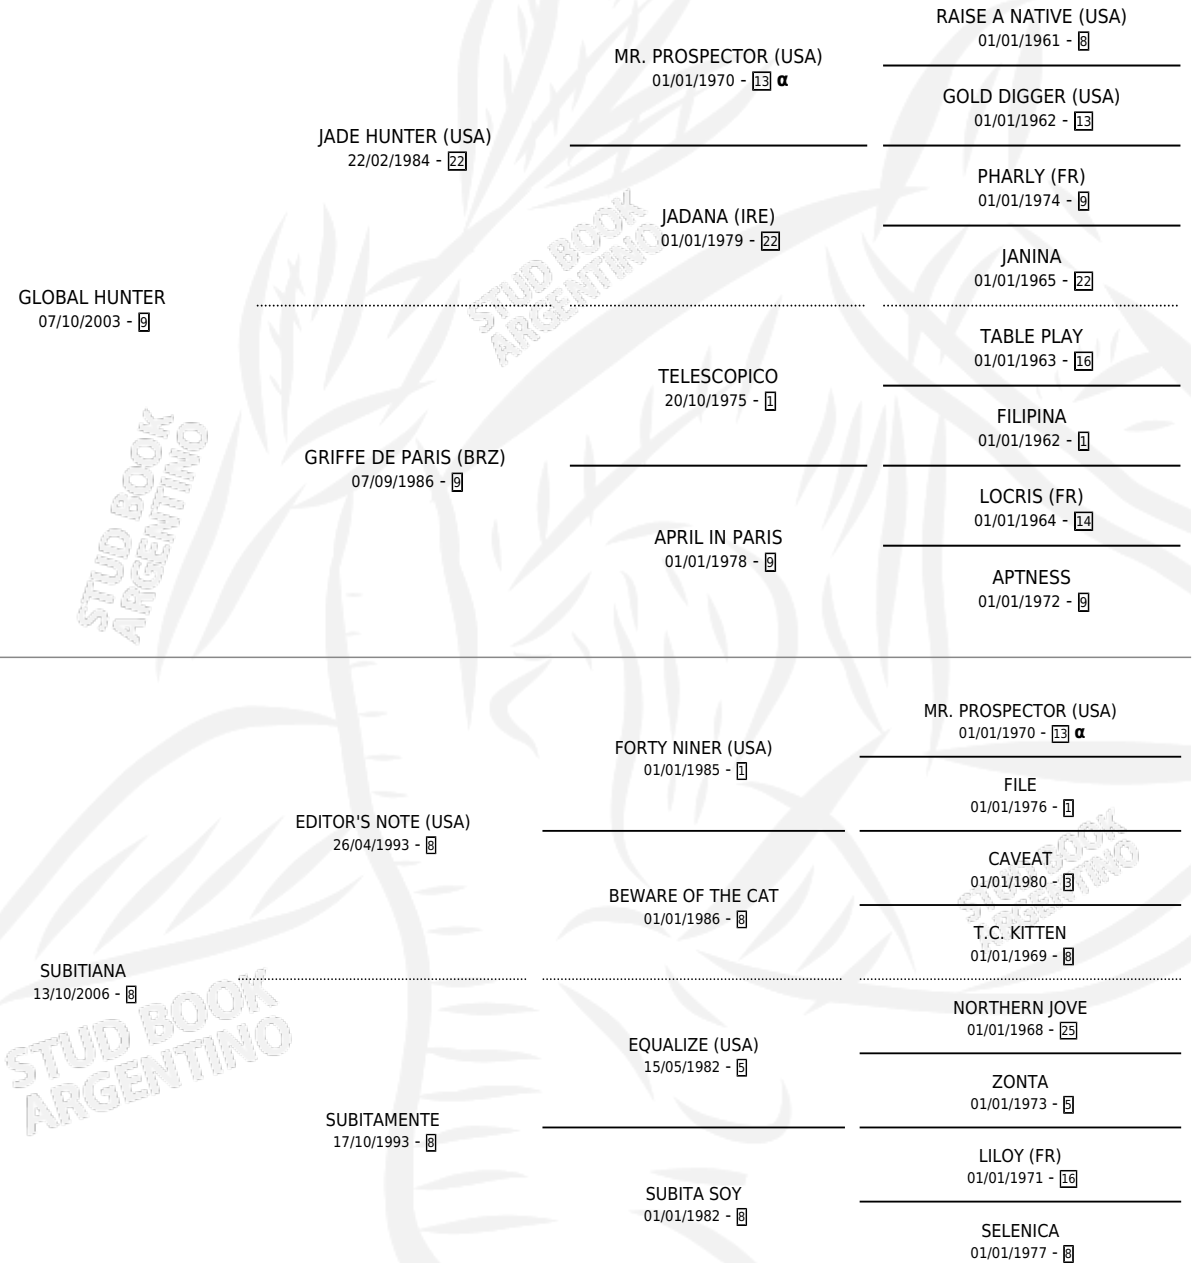 RAISE A NATIVE (USA)
01/01/1961 - 8
MR. PROSPECTOR (USA)
01/01/1970 - 13 α
GOLD DIGGER (USA)
01/01/1962 - 13
JADE HUNTER (USA)
22/02/1984 - 22
PHARLY (FR)
01/01/1974 - 9
JADANA (IRE)
01/01/1979 - 22
JANINA
01/01/1965 - 22
GLOBAL HUNTER
07/10/2003 - 9
TABLE PLAY
01/01/1963 - 16
TELESCOPICO
20/10/1975 - 1
FILIPINA
01/01/1962 - 1
GRIFFE DE PARIS (BRZ)
07/09/1986 - 9
LOCRIS (FR)
01/01/1964 - 14
APRIL IN PARIS
01/01/1978 - 9
APTNESS
01/01/1972 - 9
MR. PROSPECTOR (USA)
01/01/1970 - 13 α
FORTY NINER (USA)
01/01/1985 - 1
FILE
01/01/1976 - 1
EDITOR'S NOTE (USA)
26/04/1993 - 8
CAVEAT
01/01/1980 - 3
BEWARE OF THE CAT
01/01/1986 - 8
T.C. KITTEN
01/01/1969 - 8
SUBITIANA
13/10/2006 - 8
NORTHERN JOVE
01/01/1968 - 25
EQUALIZE (USA)
15/05/1982 - 5
ZONTA
01/01/1973 - 5
SUBITAMENTE
17/10/1993 - 8
LILOY (FR)
01/01/1971 - 16
SUBITA SOY
01/01/1982 - 8
SELENICA
01/01/1977 - 8
STUD BOOK
ARGENTINO
STUD BOOK
ARGENTINO
STUD BOOK
ARGENTINO
STUD BOOK
ARGENTINO